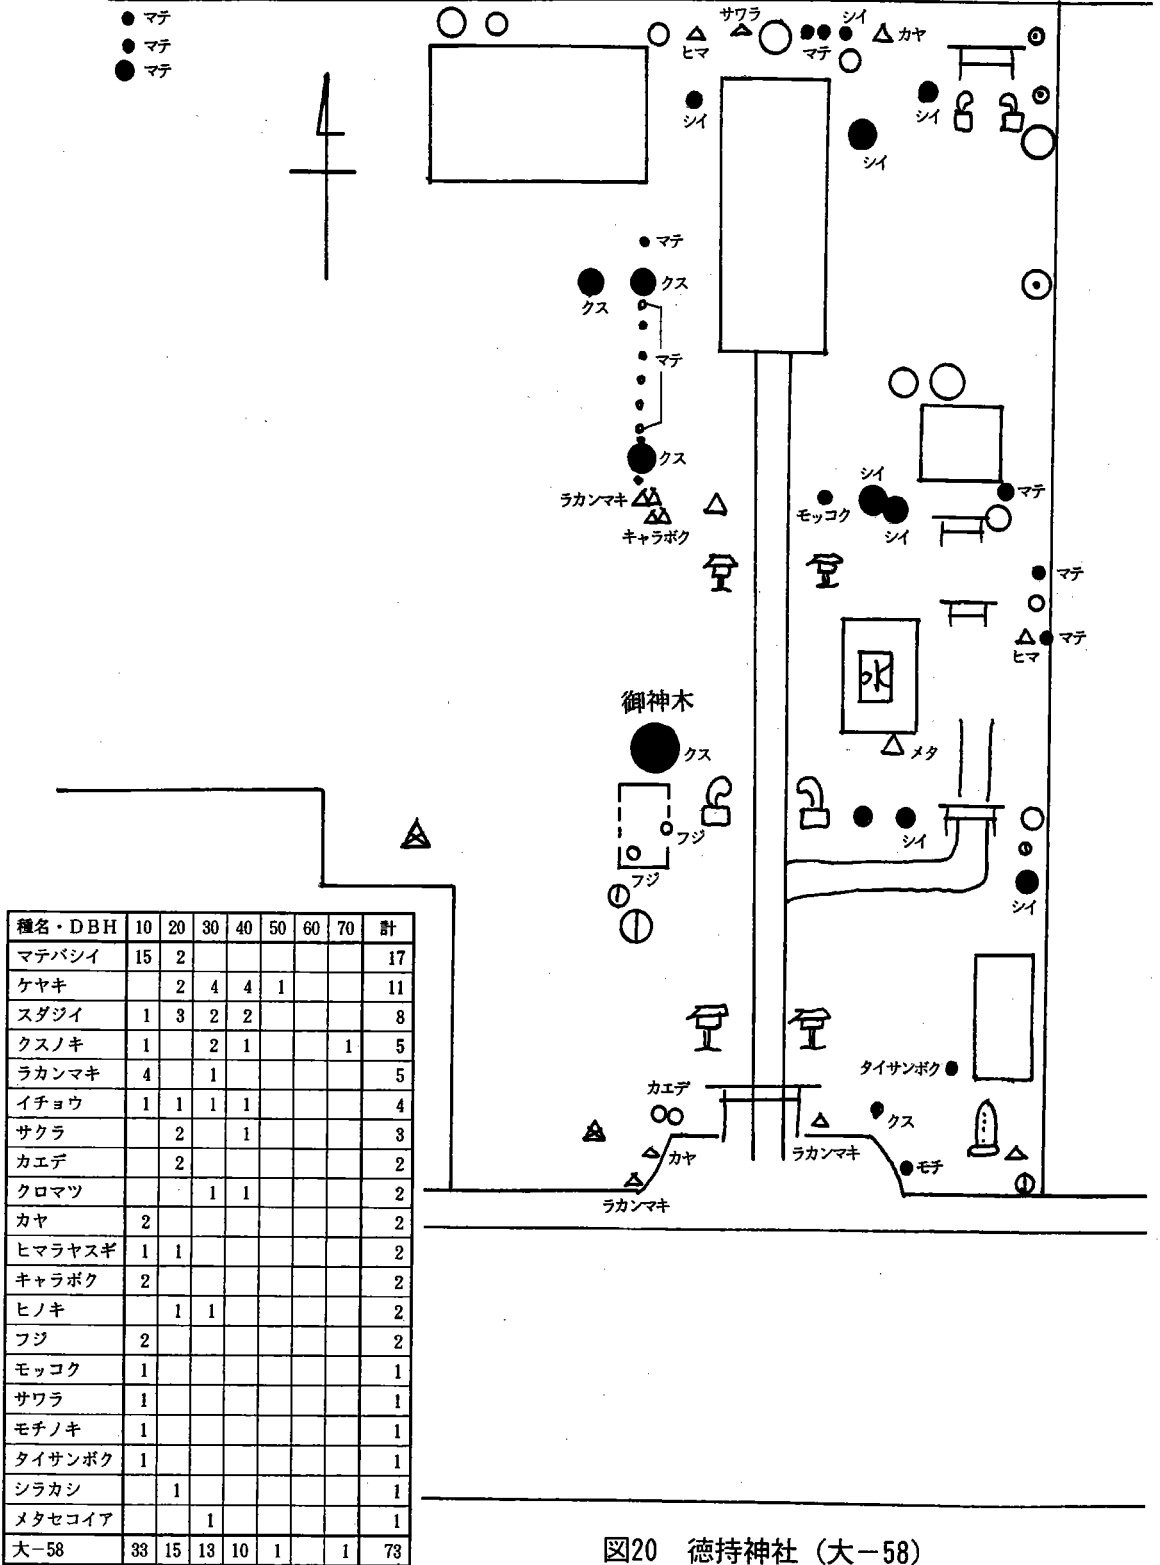 マテ
マテ
マテ
サワラ
シイ
ヒマ
マテ
カヤ
シイ
シイ
シイ
マテ
クス
クス
マテ
クス
シイ
ラカンマキ
マテ
モッコク
キャラボク
シイ
マテ
マテ
ヒマ
水
御神木
クス
メタ
フジ
シイ
フジ
シイ
種名・DBH 10 20 30 40 50 60 70 計
マテバシイ 15 2 17
ケヤキ 2 4 4 1 11
スダジイ 1 3 2 2 8
クスノキ 1 2 1 1 5
ラカンマキ 4 1 5
イチョウ 1 1 1 1 4
サクラ 2 1 3
カエデ 2 2
クロマツ 1 1 2
カヤ 2 2
ヒマラヤスギ 1 1 2
キャラボク 2 2
ヒノキ 1 1 2
フジ 2 2
モッコク 1 1
サワラ 1 1
モチノキ 1 1
タイサンボク 1 1
シラカシ 1 1
メタセコイア 1 1
大-58 33 15 13 10 1 1 73
タイサンボク
カエデ
クス
カヤ
ラカンマキ
モチ
ラカンマキ
図20 徳持神社(大-58)